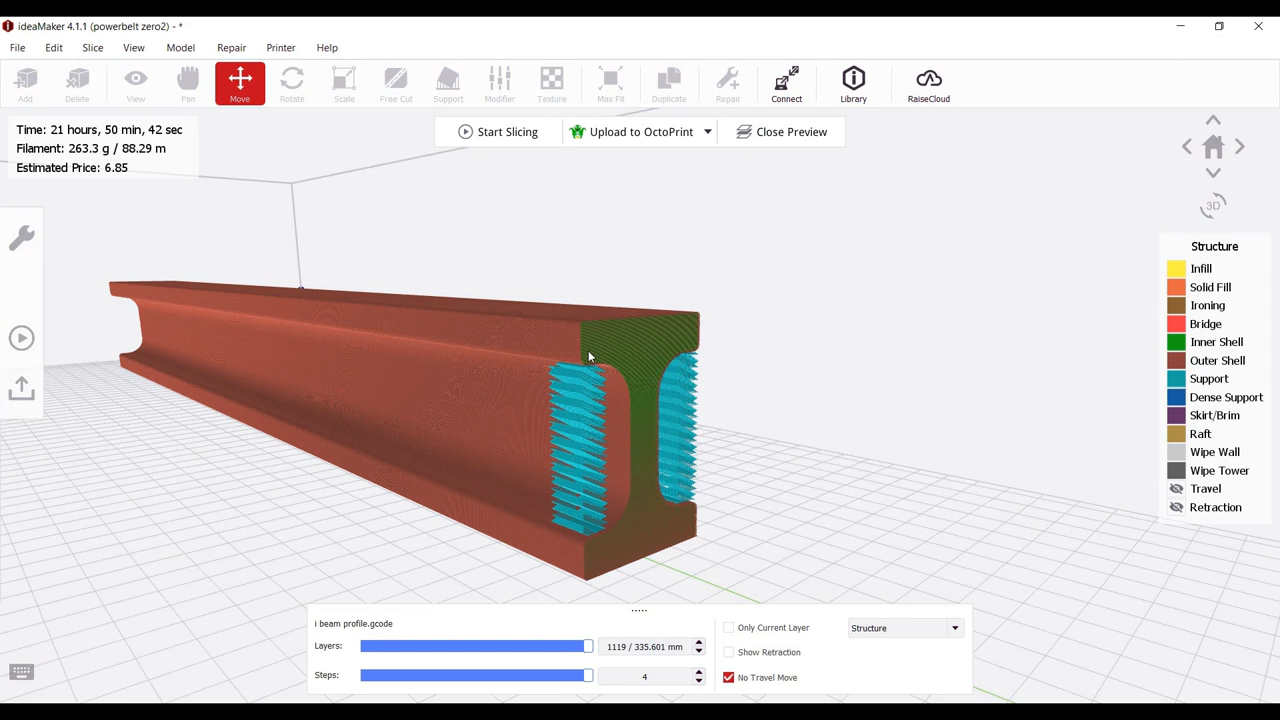 ideaMaker 4.1.1 (powerbelt zero2) - *
File Edit Slice View Model Repair Printer Help
Add Delete View Pan Move Rotate Scale Free Cut Support Modifier Texture Max Fit Duplicate Repair Connect Library RaiseCloud
Time: 21 hours, 50 min, 42 sec
Filament: 263.3 g / 88.29 m
Estimated Price: 6.85
Start Slicing Upload to OctoPrint Close Preview
3D
Structure
Infill
Solid Fill
Ironing
Bridge
Inner Shell
Outer Shell
Support
Dense Support
Skirt/Brim
Raft
Wipe Wall
Wipe Tower
Travel
Retraction
i beam profile.gcode
Layers: 1119 / 335.601 mm
Steps: 4
Only Current Layer Structure
Show Retraction
No Travel Move